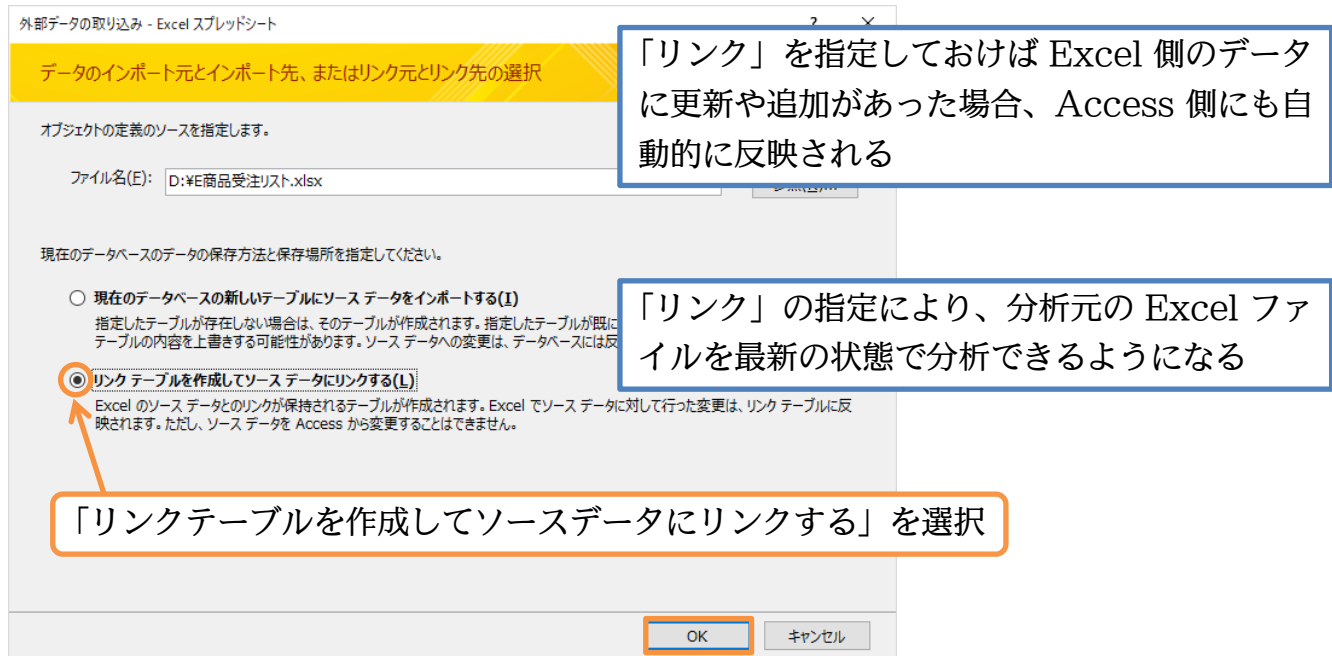 外部データの取り込み - Excel スプレッドシート
? ×
データのインポート元とインポート先、またはリンク元とリンク先の選択
「リンク」を指定しておけば Excel 側のデータ
に更新や追加があった場合、Access 側にも自
動的に反映される
オブジェクトの定義のソースを指定します。
ファイル名(F): D:¥E商品受注リスト.xlsx
現在のデータベースのデータの保存方法と保存場所を指定してください。
現在のデータベースの新しいテーブルにソース データをインポートする(I)
指定したテーブルが存在しない場合は、そのテーブルが作成されます。指定したテーブルが既に
テーブルの内容を上書きする可能性があります。ソース データへの変更は、データベースには反
「リンク」の指定により、分析元の Excel ファ
イルを最新の状態で分析できるようになる
リンク テーブルを作成してソース データにリンクする(L)
Excel のソース データとのリンクが保持されるテーブルが作成されます。Excel でソース データに対して行った変更は、リンク テーブルに反
映されます。ただし、ソース データを Access から変更することはできません。
「リンクテーブルを作成してソースデータにリンクする」を選択
OK キャンセル